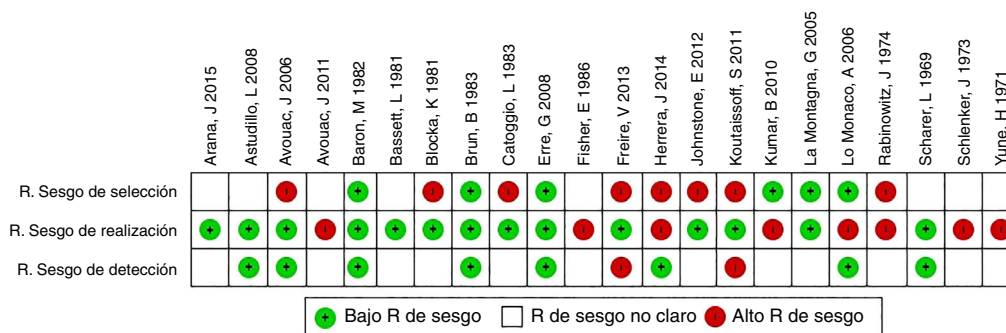 Arana, J 2015
Astudillo, L 2008
Avouac, J 2006
Avouac, J 2011
Baron, M 1982
Bassett, L 1981
Blocka, K 1981
Brun, B 1983
Catoggio, L 1983
Erre, G 2008
Fisher, E 1986
Freire, V 2013
Herrera, J 2014
Johnstone, E 2012
Koutaissoff, S 2011
Kumar, B 2010
La Montagna, G 2005
Lo Monaco, A 2006
Rabinowitz, J 1974
Scharer, L 1969
Schlenker, J 1973
Yune, H 1971
R. Sesgo de selección
R. Sesgo de realización
R. Sesgo de detección
Bajo R de sesgo R de sesgo no claro Alto R de sesgo